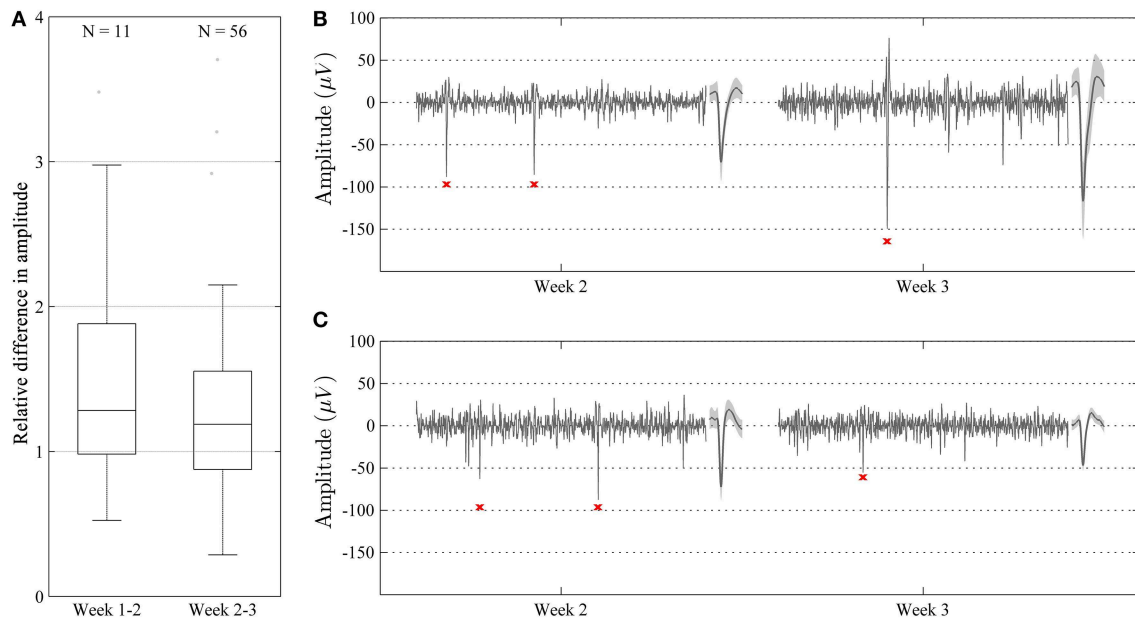 A
N = 11
N = 56
Relative difference in amplitude
4
3
2
1
0
Week 1-2
Week 2-3
B
Amplitude (μV)
100
50
0
-50
-100
-150
Week 2
Week 3
C
Amplitude (μV)
100
50
0
-50
-100
-150
Week 2
Week 3